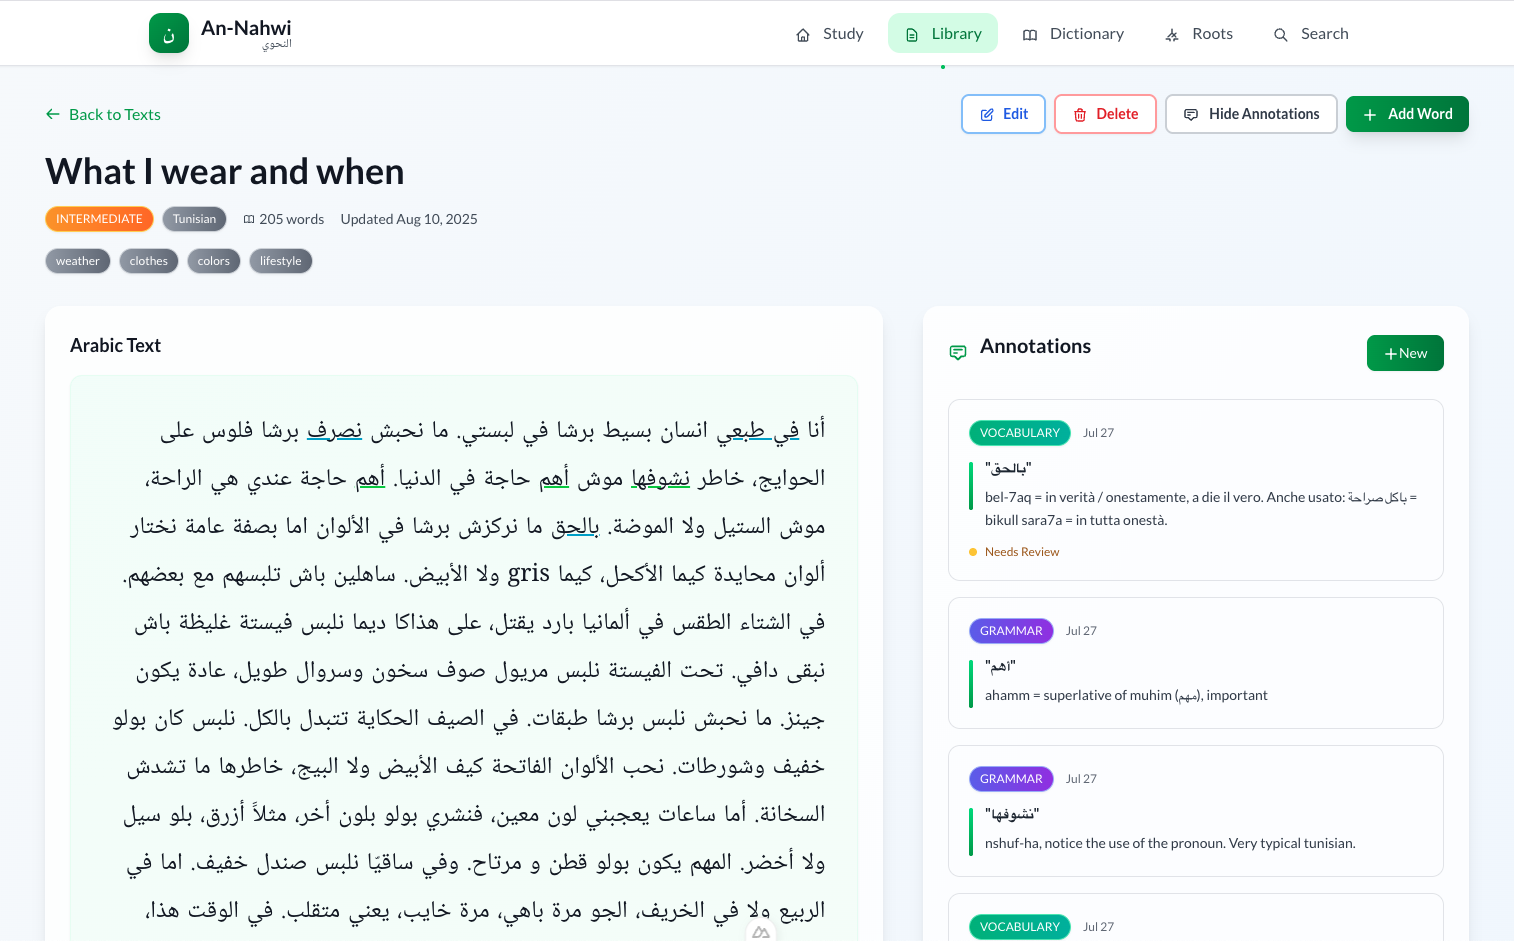 ن
An-Nahwi
النحوي
Study
Library
Dictionary
Roots
Search
Back to Texts
Edit
Delete
Hide Annotations
Add Word
What I wear and when
INTERMEDIATE
Tunisian
205 words
Updated Aug 10, 2025
weather
clothes
colors
lifestyle
Arabic Text
أنا في طبعي انسان بسيط برشا في لبستي. ما نحبش نصرف برشا فلوس على
الحوايج، خاطر نشوفها موش أهم حاجة في الدنيا. أهم حاجة عندي هي الراحة،
موش الستيل ولا الموضة. بالحق ما نركزش برشا في الألوان اما بصفة عامة نختار
ألوان محايدة كيما الأكحل، كيما gris ولا الأبيض. ساهلين باش تلبسهم مع بعضهم.
في الشتاء الطقس في ألمانيا بارد يقتل، على هذاكا ديما نلبس فيستة غليظة باش
نبقى دافي. تحت الفيستة نلبس مريول صوف سخون وسروال طويل، عادة يكون
جينز. ما نحبش نلبس برشا طبقات. في الصيف الحكاية تتبدل بالكل. نلبس كان بولو
خفيف وشورطات. نحب الألوان الفاتحة كيف الأبيض ولا البيج، خاطرها ما تشدش
السخانة. أما ساعات يعجبني لون معين، فنشري بولو بلون أخر، مثلاً أزرق، بلو سيل
ولا أخضر. المهم يكون بولو قطن و مرتاح. وفي ساقيّا نلبس صندل خفيف. اما في
الربيع ولا في الخريف، الجو مرة باهي، مرة خايب، يعني متقلب. في الوقت هذا،
Annotations
New
VOCABULARY
Jul 27
"بالحق"
bel-7aq = in verità / onestamente, a die il vero. Anche usato: باكل صراحة =
bikull sara7a = in tutta onestà.
Needs Review
GRAMMAR
Jul 27
"أهم"
ahamm = superlative of muhim (مهم), important
GRAMMAR
Jul 27
"نشوفها"
nshuf-ha, notice the use of the pronoun. Very typical tunisian.
VOCABULARY
Jul 27